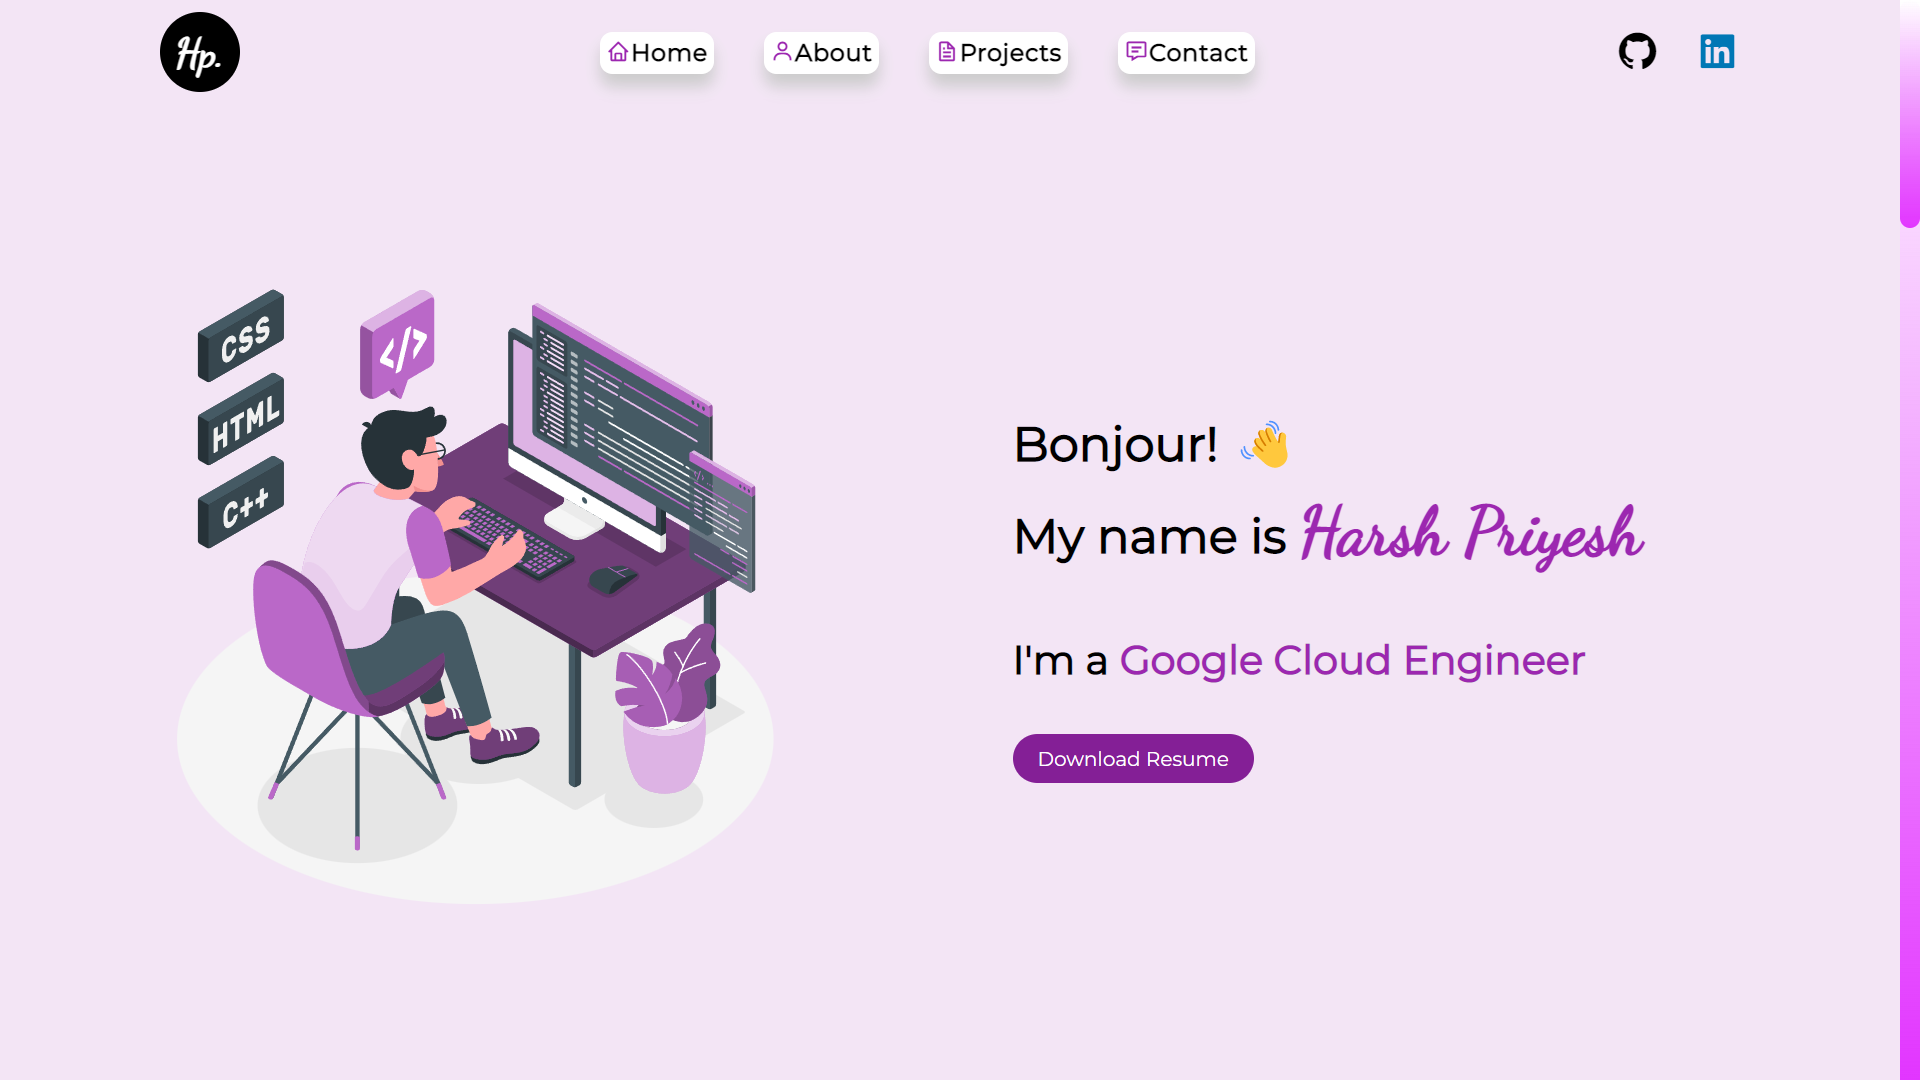 Hp.
Home
About
Projects
Contact
in
CSS
</>
HTML
C++
Bonjour!
My name is Harsh Priyesh
I'm a Google Cloud Engineer
Download Resume